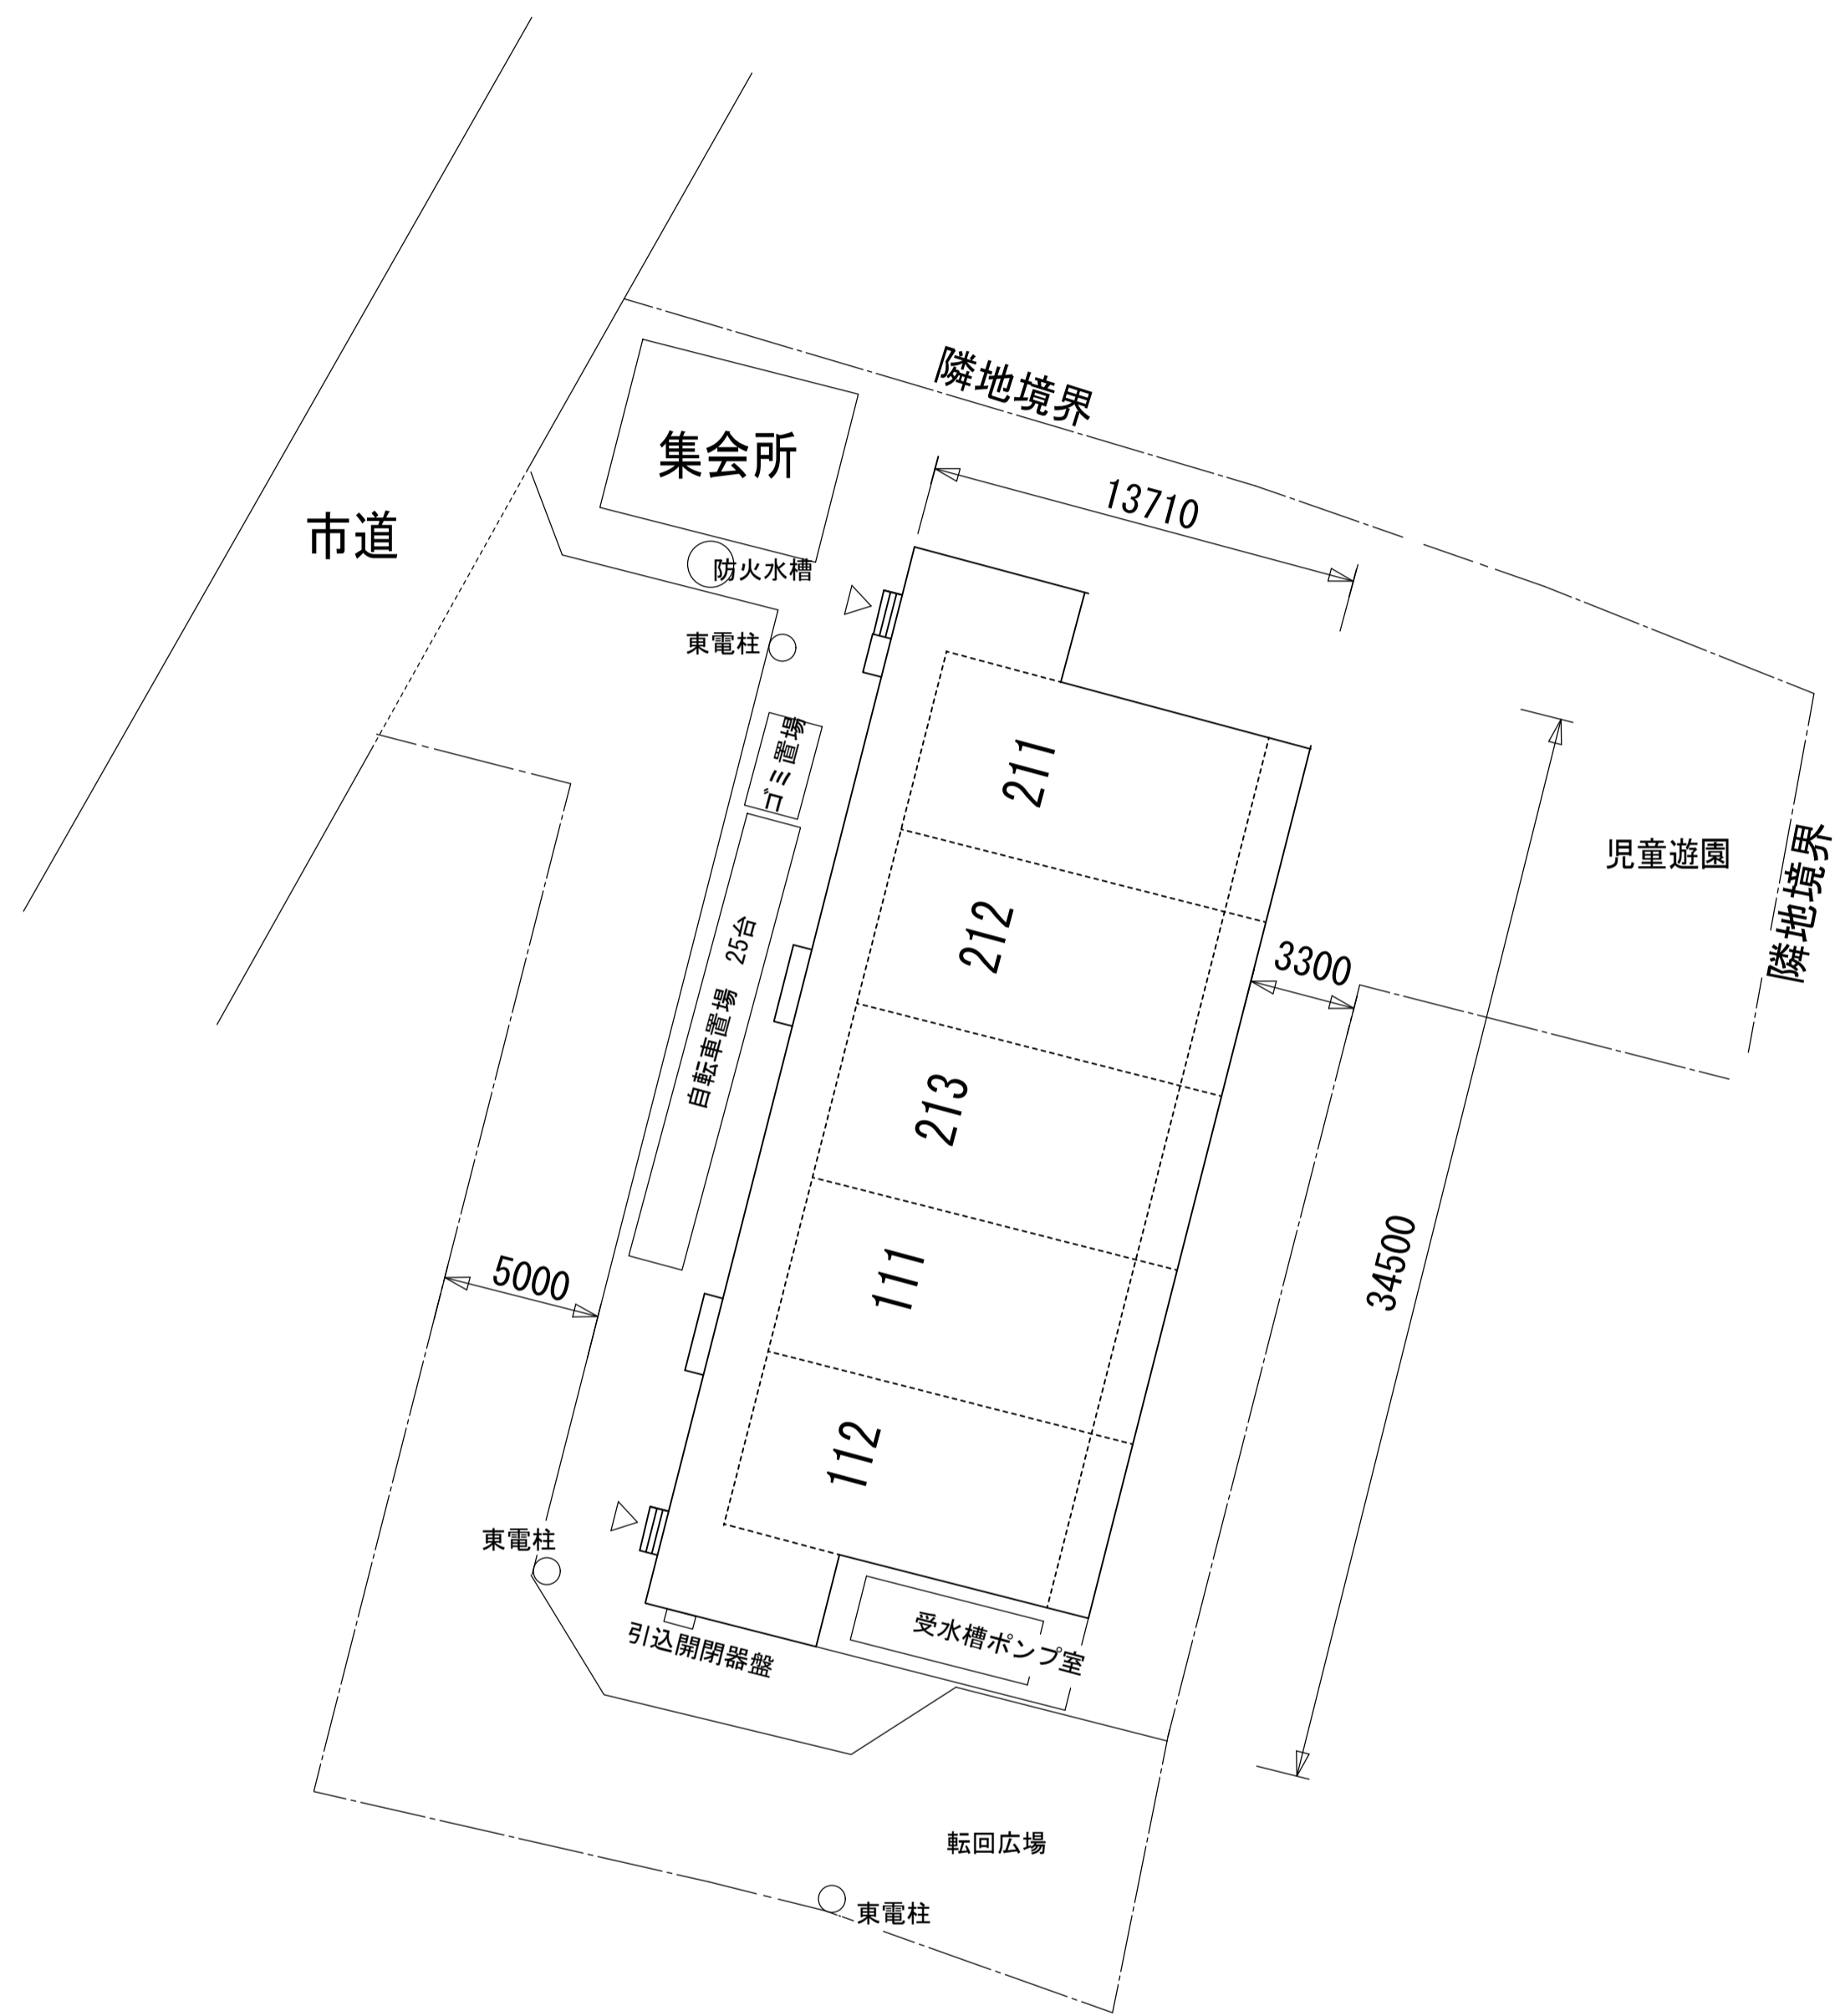 隣地境界
集会所
13710
市道
防火水槽
東電柱
ゴミ置場
211
児童遊園
隣地境界
212
自転車置場　25台
3300
213
111
5000
34500
112
東電柱
引込開閉器盤
受水槽ポンプ室
転回広場
東電柱